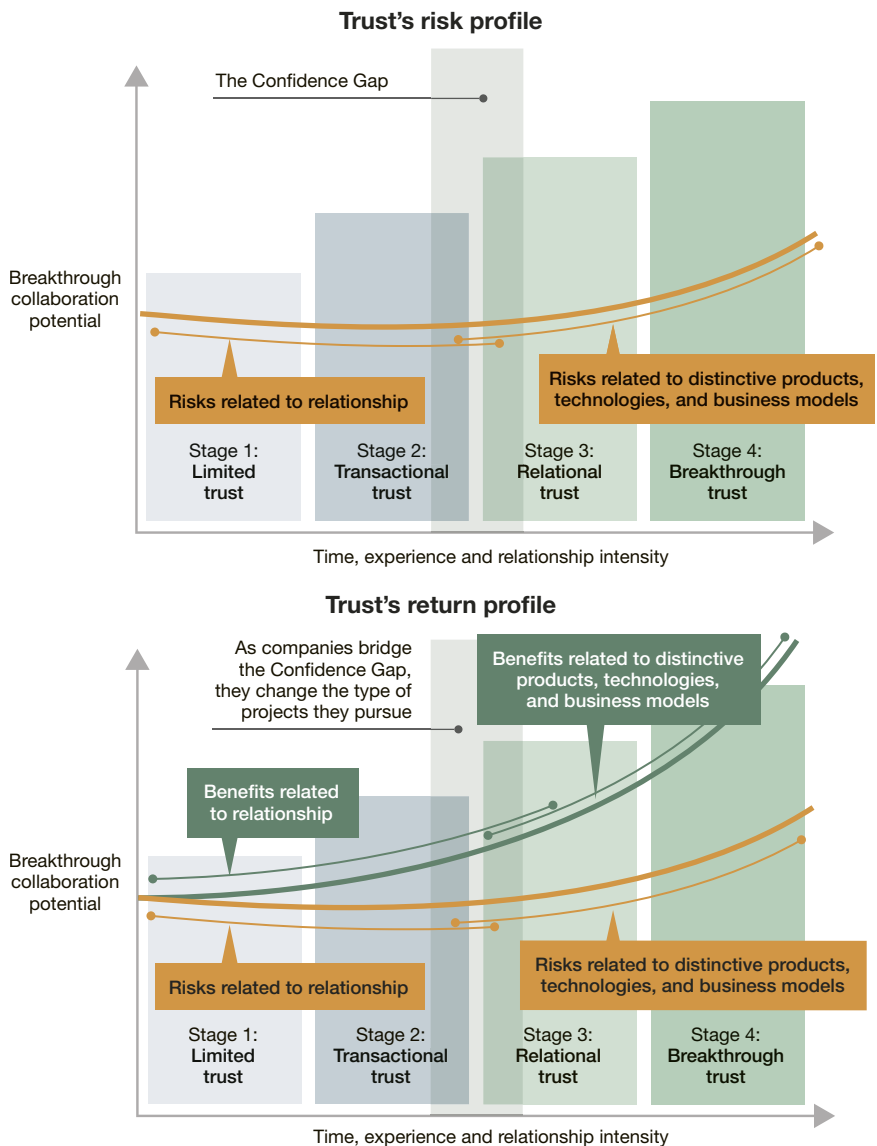 Trust's risk profile
The Confidence Gap
Breakthrough
collaboration
potential
Risks related to relationship
Risks related to distinctive products,
technologies, and business models
Stage 1:
Limited
trust
Stage 2:
Transactional
trust
Stage 3:
Relational
trust
Stage 4:
Breakthrough
trust
Time, experience and relationship intensity
Trust's return profile
As companies bridge
the Confidence Gap,
they change the type of
projects they pursue
Benefits related to distinctive
products, technologies,
and business models
Benefits related
to relationship
Breakthrough
collaboration
potential
Risks related to relationship
Risks related to distinctive products,
technologies, and business models
Stage 1:
Limited
trust
Stage 2:
Transactional
trust
Stage 3:
Relational
trust
Stage 4:
Breakthrough
trust
Time, experience and relationship intensity